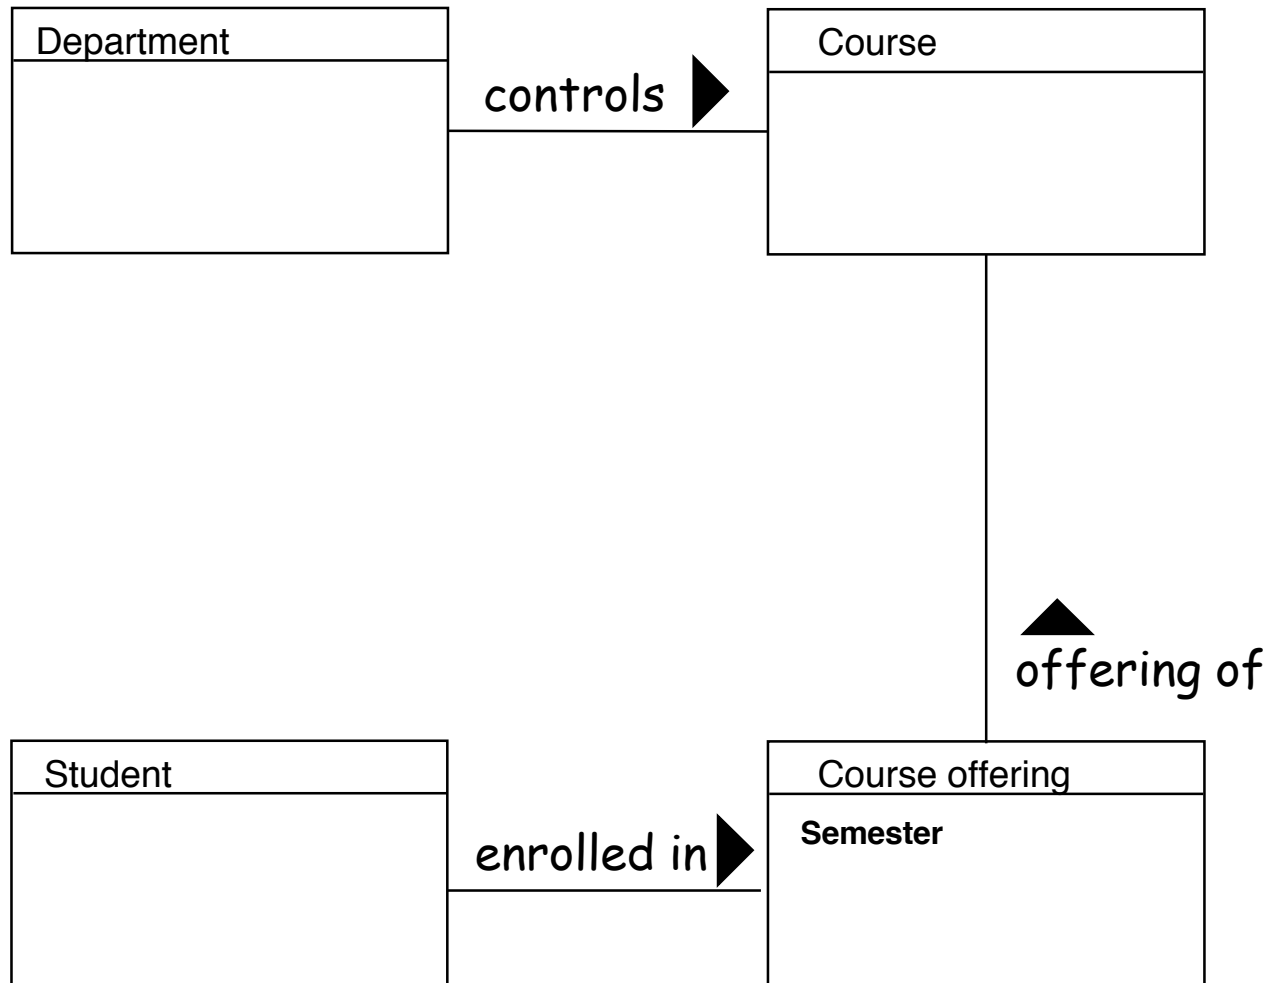 Department
Course
controls
offering of
Student
Course offering
Semester
enrolled in